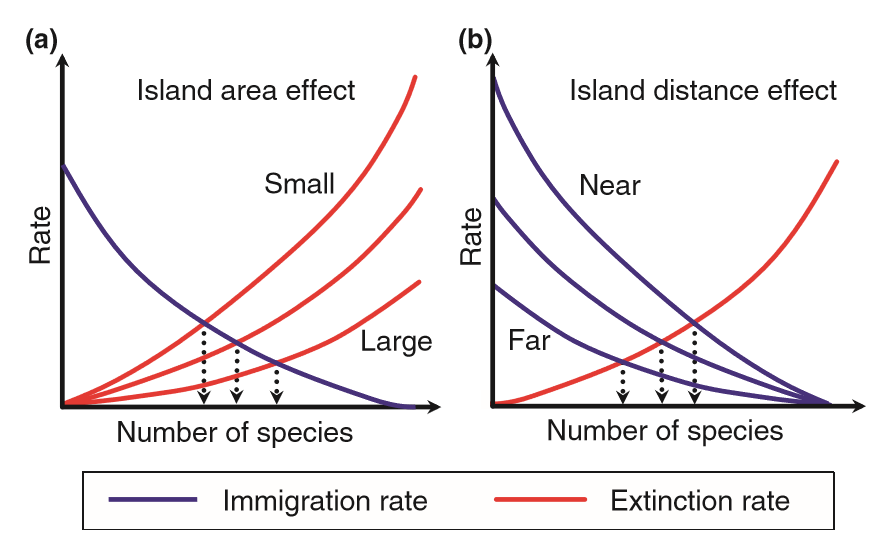 (a)
Island area effect
Small
Large
Rate
Number of species
(b)
Island distance effect
Near
Far
Rate
Number of species
Immigration rate
Extinction rate